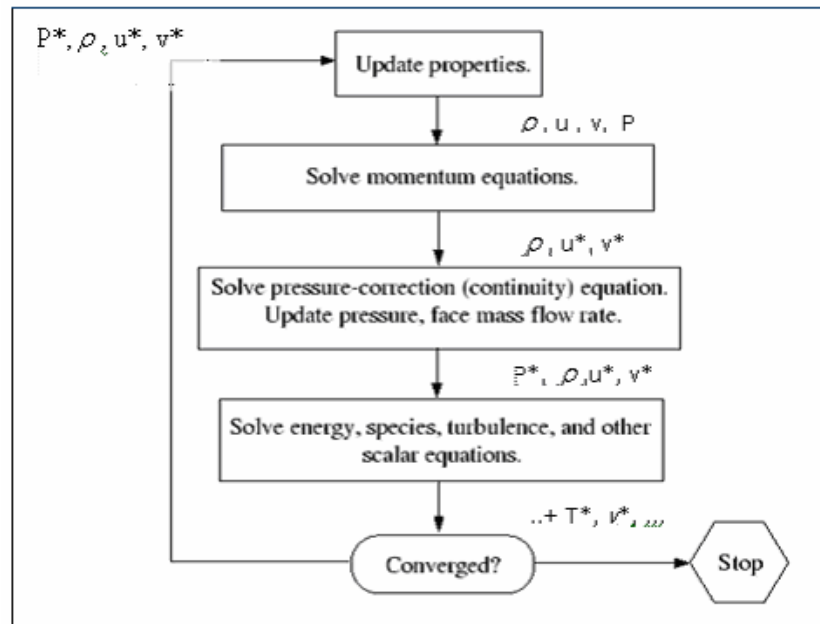 P*, ρ, u*, v*
Update properties.
ρ, u, v, P
Solve momentum equations.
ρ, u*, v*
Solve pressure-correction (continuity) equation.
Update pressure, face mass flow rate.
P*, ρ, u*, v*
Solve energy, species, turbulence, and other
scalar equations.
..+ T*, v*, ,,,
Converged?
Stop